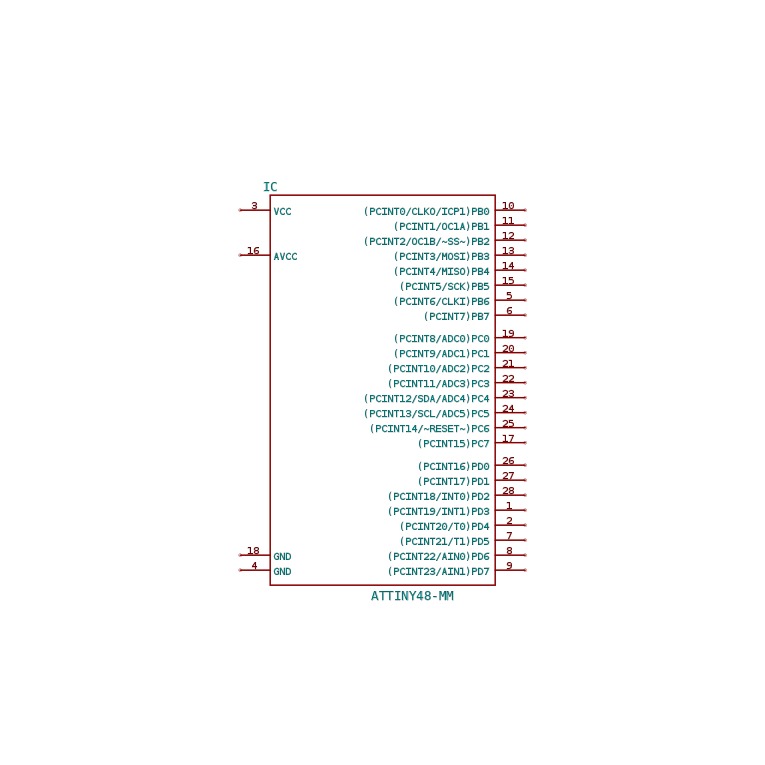 IC
3 VCC (PCINT0/CLKO/ICP1)PB0 10
(PCINT1/OC1A)PB1 11
(PCINT2/OC1B/~SS~)PB2 12
16 AVCC (PCINT3/MOSI)PB3 13
(PCINT4/MISO)PB4 14
(PCINT5/SCK)PB5 15
(PCINT6/CLKI)PB6 5
(PCINT7)PB7 6
(PCINT8/ADC0)PC0 19
(PCINT9/ADC1)PC1 20
(PCINT10/ADC2)PC2 21
(PCINT11/ADC3)PC3 22
(PCINT12/SDA/ADC4)PC4 23
(PCINT13/SCL/ADC5)PC5 24
(PCINT14/~RESET~)PC6 25
(PCINT15)PC7 17
(PCINT16)PD0 26
(PCINT17)PD1 27
(PCINT18/INT0)PD2 28
(PCINT19/INT1)PD3 1
(PCINT20/T0)PD4 2
(PCINT21/T1)PD5 7
18 GND (PCINT22/AIN0)PD6 8
4 GND (PCINT23/AIN1)PD7 9
ATTINY48-MM